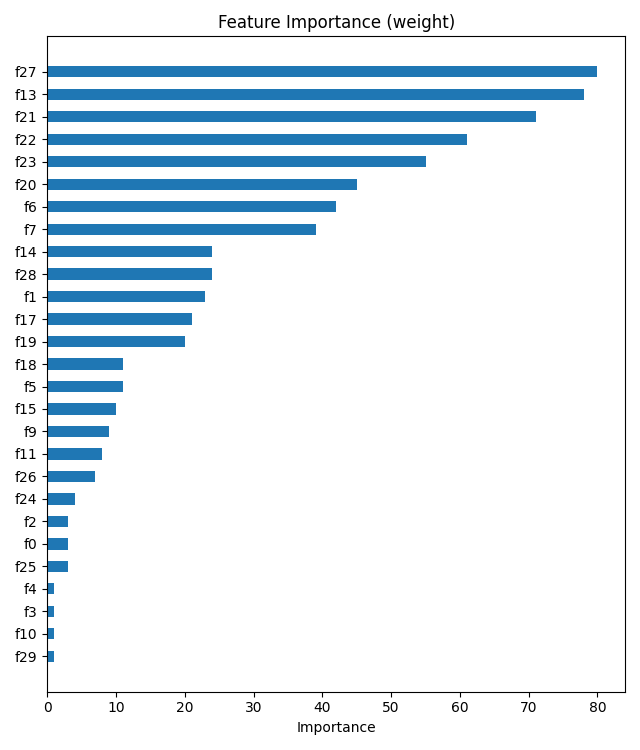 Feature Importance (weight)
f27
f13
f21
f22
f23
f20
f6
f7
f14
f28
f1
f17
f19
f18
f5
f15
f9
f11
f26
f24
f2
f0
f25
f4
f3
f10
f29
0 10 20 30 40 50 60 70 80
Importance